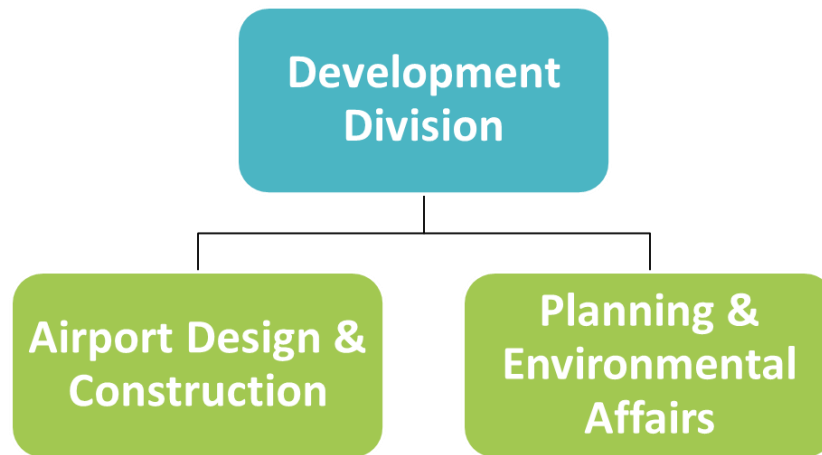 Development
Division
Airport Design &
Construction
Planning &
Environmental
Affairs